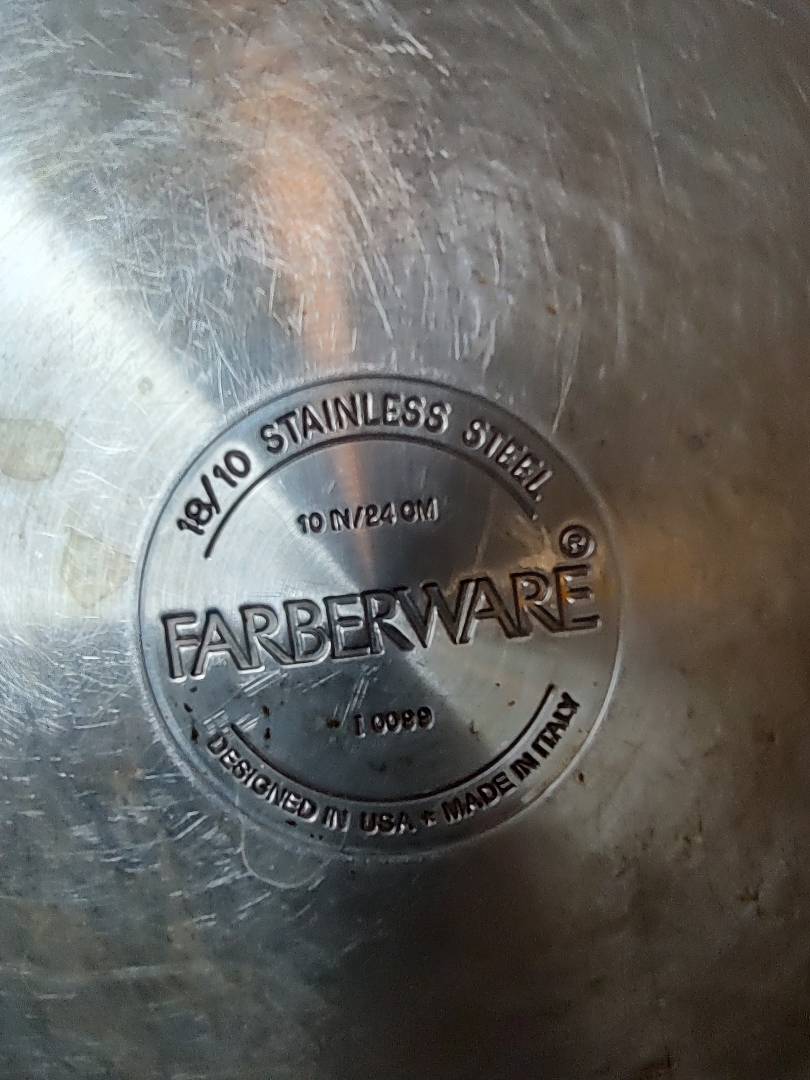 18/10 STAINLESS STEEL
10 IN/24 CM
FARBERWARE®
DESIGNED IN USA * MADE IN ITALY